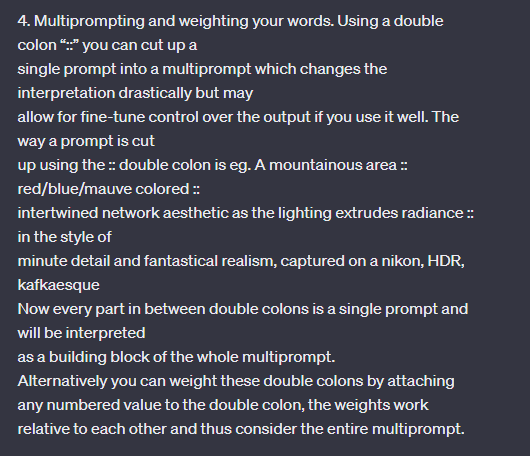 4. Multiprompting and weighting your words. Using a double
colon “::” you can cut up a
single prompt into a multiprompt which changes the
interpretation drastically but may
allow for fine-tune control over the output if you use it well. The
way a prompt is cut
up using the :: double colon is eg. A mountainous area ::
red/blue/mauve colored ::
intertwined network aesthetic as the lighting extrudes radiance ::
in the style of
minute detail and fantastical realism, captured on a nikon, HDR,
kafkaesque
Now every part in between double colons is a single prompt and
will be interpreted
as a building block of the whole multiprompt.
Alternatively you can weight these double colons by attaching
any numbered value to the double colon, the weights work
relative to each other and thus consider the entire multiprompt.